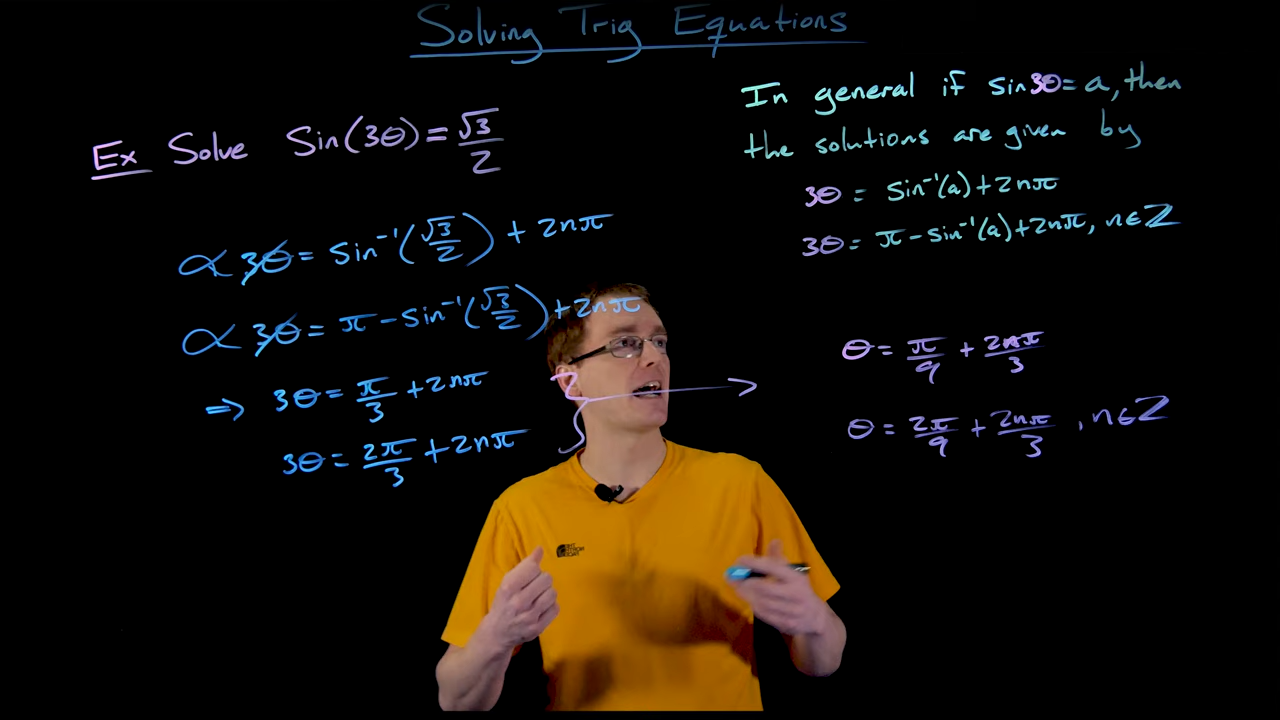 Solving Trig Equations
Ex Solve Sin(3θ) = √3/2
∝ 3θ = sin⁻¹(√3/2) + 2nπ
∝ 3θ = π - sin⁻¹(√3/2) + 2nπ
⇒ 3θ = π/3 + 2nπ
3θ = 2π/3 + 2nπ
In general if sin3θ = a, then
the solutions are given by
3θ = sin⁻¹(a) + 2nπ
3θ = π - sin⁻¹(a) + 2nπ, n∈ℤ
θ = π/9 + 2nπ/3
θ = 2π/9 + 2nπ/3, n∈ℤ